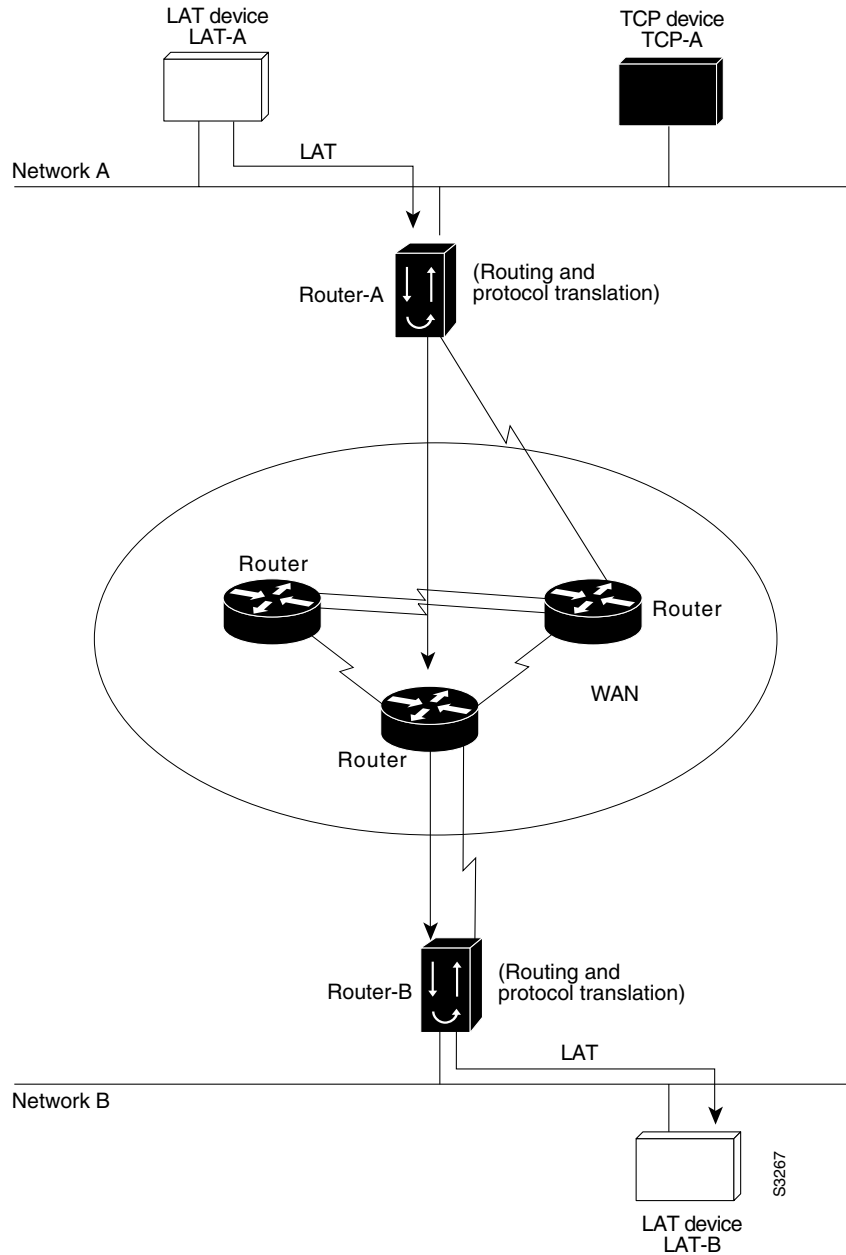 LAT device
LAT-A
TCP device
TCP-A
LAT
Network A
Router-A
(Routing and
protocol translation)
Router
Router
WAN
Router
Router-B
(Routing and
protocol translation)
LAT
Network B
S3267
LAT device
LAT-B